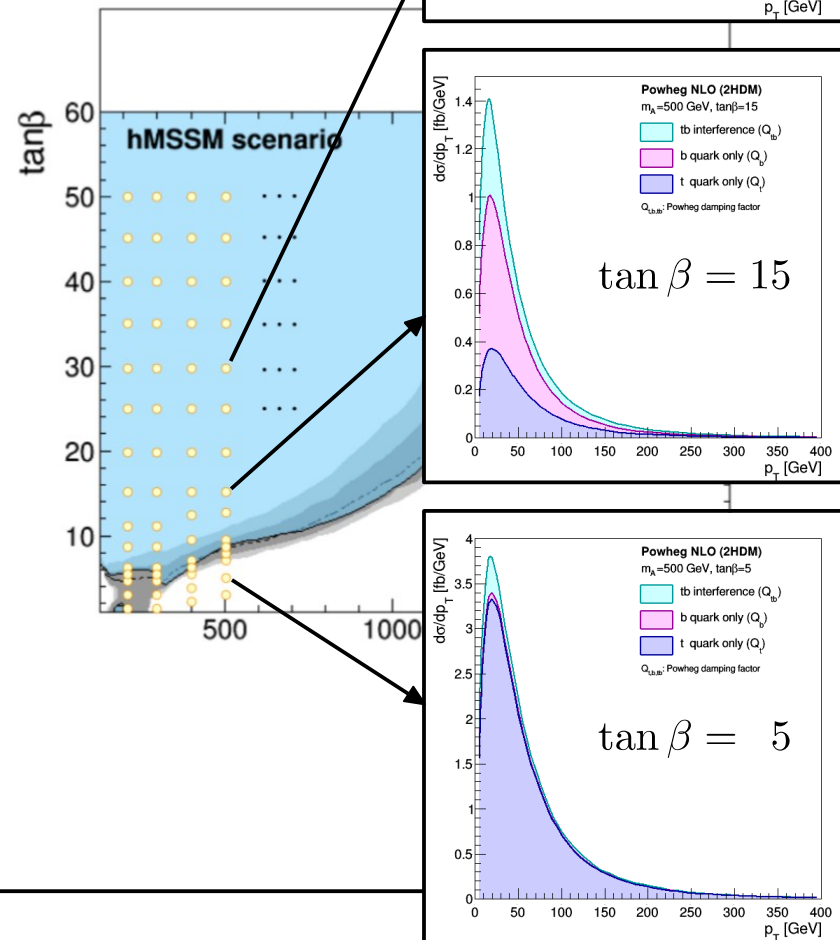 p_T [GeV]
tanβ
60
50
40
30
20
10
500
1000
hMSSM scenario
dσ/dp_T [fb/GeV]
1.4
1.2
1
0.8
0.6
0.4
0.2
0
Powheg NLO (2HDM)
m_A=500 GeV, tanβ=15
tb interference (Q_tb)
b quark only (Q_b)
t quark only (Q_t)
Q_t,b,tb: Powheg damping factor
tan β = 15
0 50 100 150 200 250 300 350 400
p_T [GeV]
dσ/dp_T [fb/GeV]
4
3.5
3
2.5
2
1.5
1
0.5
0
Powheg NLO (2HDM)
m_A=500 GeV, tanβ=5
tb interference (Q_tb)
b quark only (Q_b)
t quark only (Q_t)
Q_t,b,tb: Powheg damping factor
tan β = 5
0 50 100 150 200 250 300 350 400
p_T [GeV]